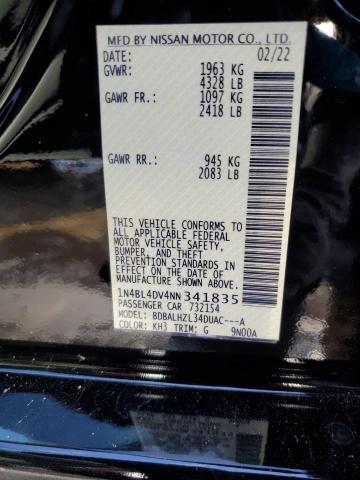 MFD BY NISSAN MOTOR CO., LTD.
DATE: 02/22
GVWR: 1963 KG
4328 LB
GAWR FR: 1097 KG
2418 LB
GAWR RR: 945 KG
2083 LB
THIS VEHICLE CONFORMS TO
ALL APPLICABLE FEDERAL
MOTOR VEHICLE SAFETY,
BUMPER, AND THEFT
PREVENTION STANDARDS IN
EFFECT ON THE DATE OF
MANUFACTURE SHOWN ABOVE.
1N4BL4DV4NN341835
PASSENGER CAR 732154
MODEL: BDBALHZL34DUAC---A
COLOR: KH3 TRIM: G 9N00A